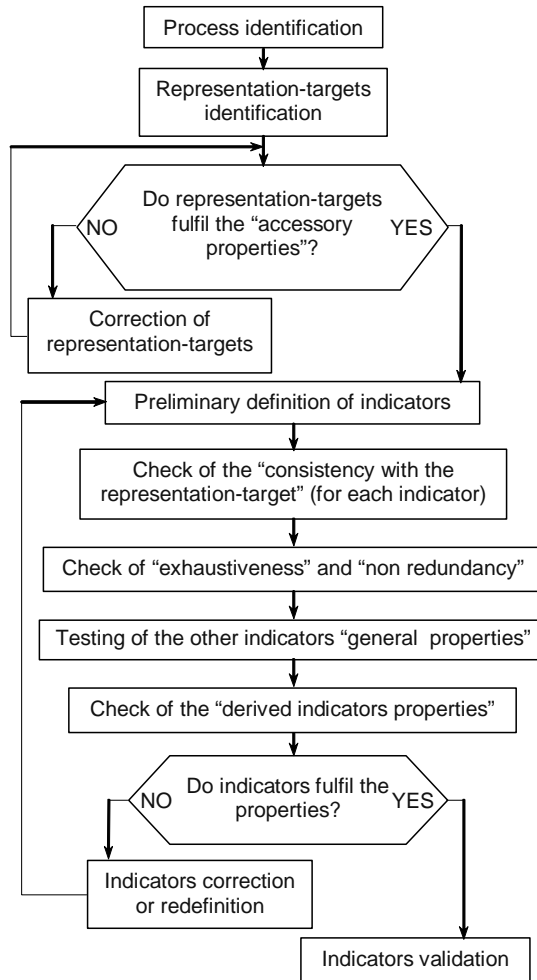 Process identification
Representation-targets
identification
Do representation-targets
NO fulfil the “accessory YES
properties”?
Correction of
representation-targets
Preliminary definition of indicators
Check of the “consistency with the
representation-target” (for each indicator)
Check of “exhaustiveness” and “non redundancy”
Testing of the other indicators “general properties”
Check of the “derived indicators properties”
Do indicators fulfil the
NO properties? YES
Indicators correction
or redefinition
Indicators validation